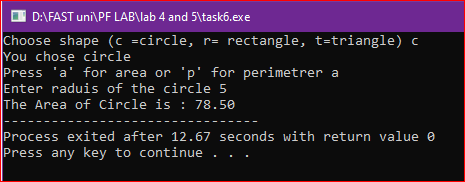 D:\FAST uni\PF LAB\lab 4 and 5\task6.exe
Choose shape (c =circle, r= rectangle, t=triangle) c
You chose circle
Press 'a' for area or 'p' for perimetrer a
Enter raduis of the circle 5
The Area of Circle is : 78.50
--------------------------------
Process exited after 12.67 seconds with return value 0
Press any key to continue . . .